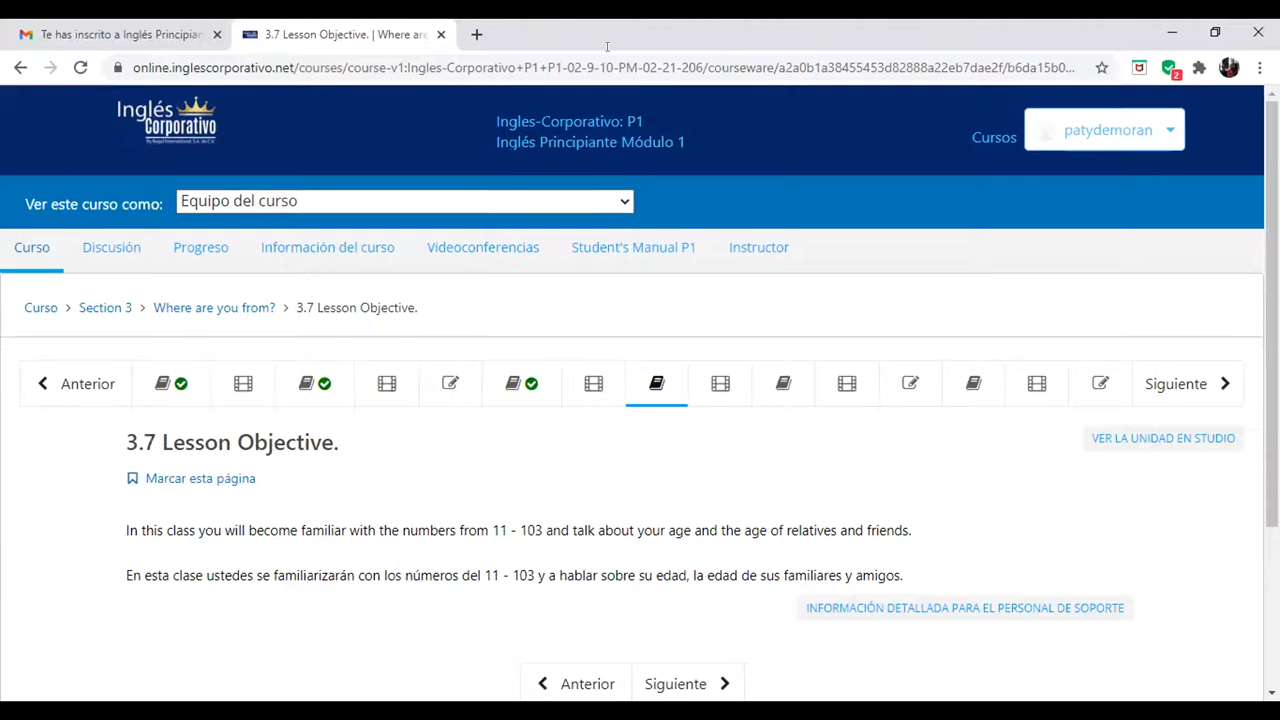 Te has inscrito a Inglés Principian
3.7 Lesson Objective. | Where are
online.inglescorporativo.net/courses/course-v1:Ingles-Corporativo+P1+P1-02-9-10-PM-02-21-206/courseware/a2a0b1a38455453d82888a22eb7dae2f/b6da15b0...
2
Inglés
Corporativo
By Regal International, S.A. de C.V.
Ingles-Corporativo: P1
Inglés Principiante Módulo 1
Cursos
patydemoran
Ver este curso como:
Equipo del curso
Curso
Discusión
Progreso
Información del curso
Videoconferencias
Student's Manual P1
Instructor
Curso > Section 3 > Where are you from? > 3.7 Lesson Objective.
Anterior
Siguiente
3.7 Lesson Objective.
VER LA UNIDAD EN STUDIO
Marcar esta página
In this class you will become familiar with the numbers from 11 - 103 and talk about your age and the age of relatives and friends.
En esta clase ustedes se familiarizarán con los números del 11 - 103 y a hablar sobre su edad, la edad de sus familiares y amigos.
INFORMACIÓN DETALLADA PARA EL PERSONAL DE SOPORTE
Anterior
Siguiente